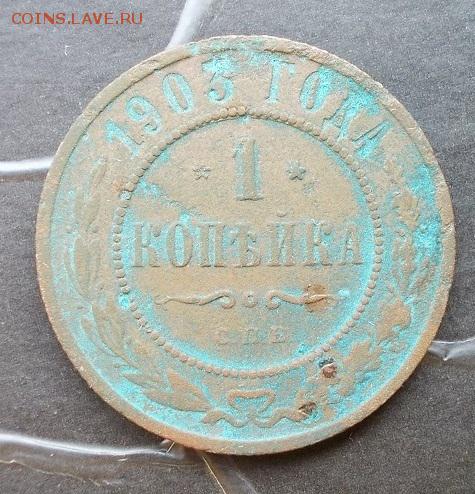 COINS.LAVE.RU
1903 ГОДА
* 1 *
КОПѢЙКА
С.П.Б.